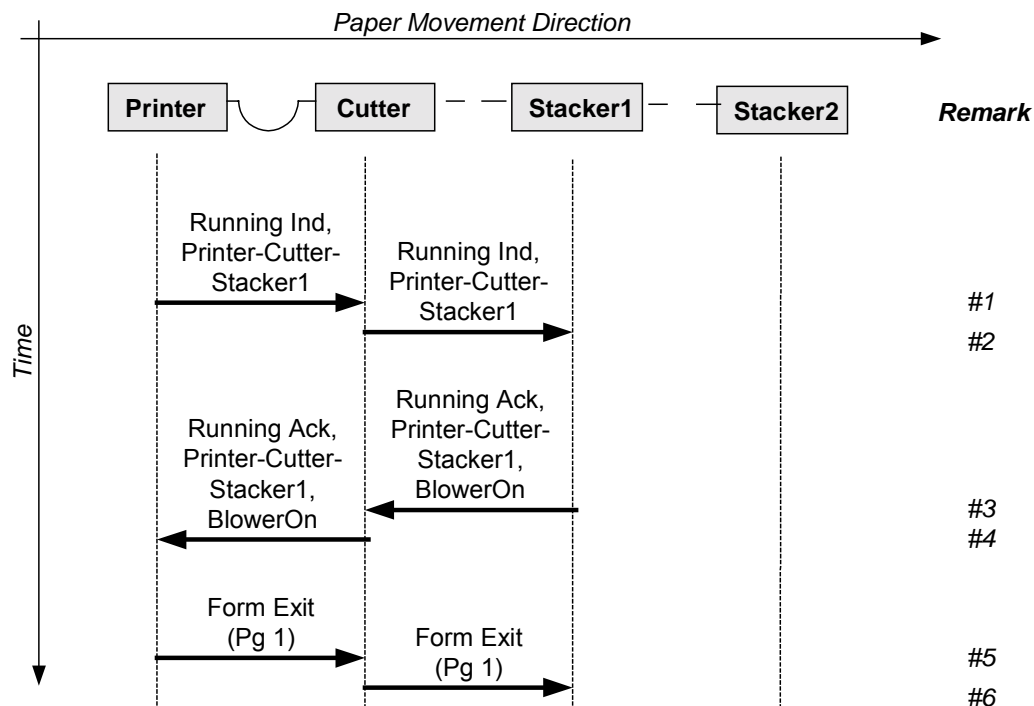 Paper Movement Direction
Printer
Cutter
Stacker1
Stacker2
Remark
Time
Running Ind,
Printer-Cutter-
Stacker1
Running Ind,
Printer-Cutter-
Stacker1
#1
#2
Running Ack,
Printer-Cutter-
Stacker1,
BlowerOn
Running Ack,
Printer-Cutter-
Stacker1,
BlowerOn
#3
#4
Form Exit
(Pg 1)
Form Exit
(Pg 1)
#5
#6